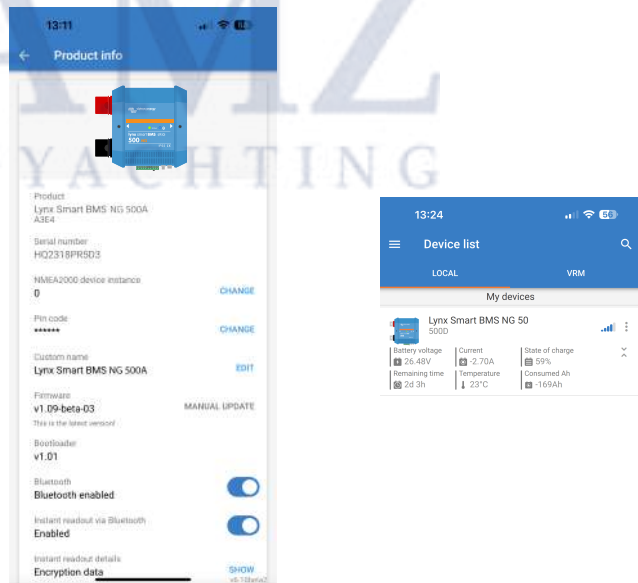 AMZ
YACHTING
13:11
Product info
500
Product
Lynx Smart BMS NG 500A
A3E4
Serial number
HQ2318PR5D3
NMEA2000 device instance
0
CHANGE
Pin code
******
CHANGE
Custom name
Lynx Smart BMS NG 500A
EDIT
Firmware
v1.09-beta-03
MANUAL UPDATE
This is the latest version!
Bootloader
v1.01
Bluetooth
Bluetooth enabled
Instant readout via Bluetooth
Enabled
Instant readout details
Encryption data
SHOW
13:24
56
Device list
LOCAL
VRM
My devices
Lynx Smart BMS NG 50
500D
Battery voltage
26.48V
Current
-2.70A
State of charge
59%
Remaining time
2d 3h
Temperature
23°C
Consumed Ah
-169Ah